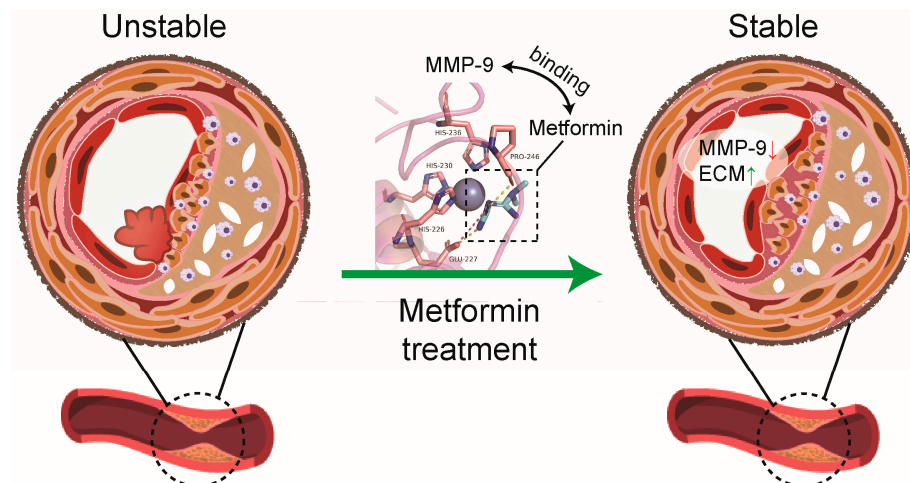 Unstable
Stable
MMP-9
binding
Metformin
HIS-236
PRO-246
HIS-230
HIS-226
GLU-227
MMP-9↓
ECM↑
Metformin
treatment